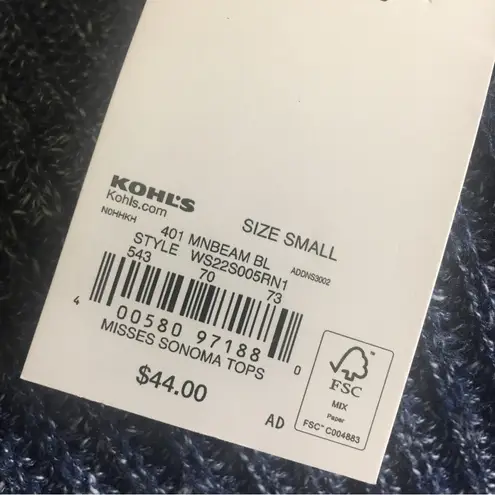 KOHL'S
Kohls.com
N0HHKH
SIZE SMALL
401 MNBEAM BL
ADDNS3002
STYLE WS22S005RN1
543 70 73
4 00580 97188 0
MISSES SONOMA TOPS
$44.00
AD
FSC
MIX
Paper
FSC™ C004883